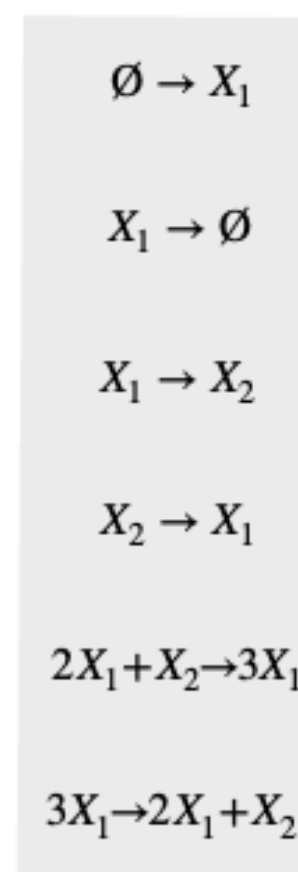 Ø → X₁
X₁ → Ø
X₁ → X₂
X₂ → X₁
2X₁+X₂→3X₁
3X₁→2X₁+X₂